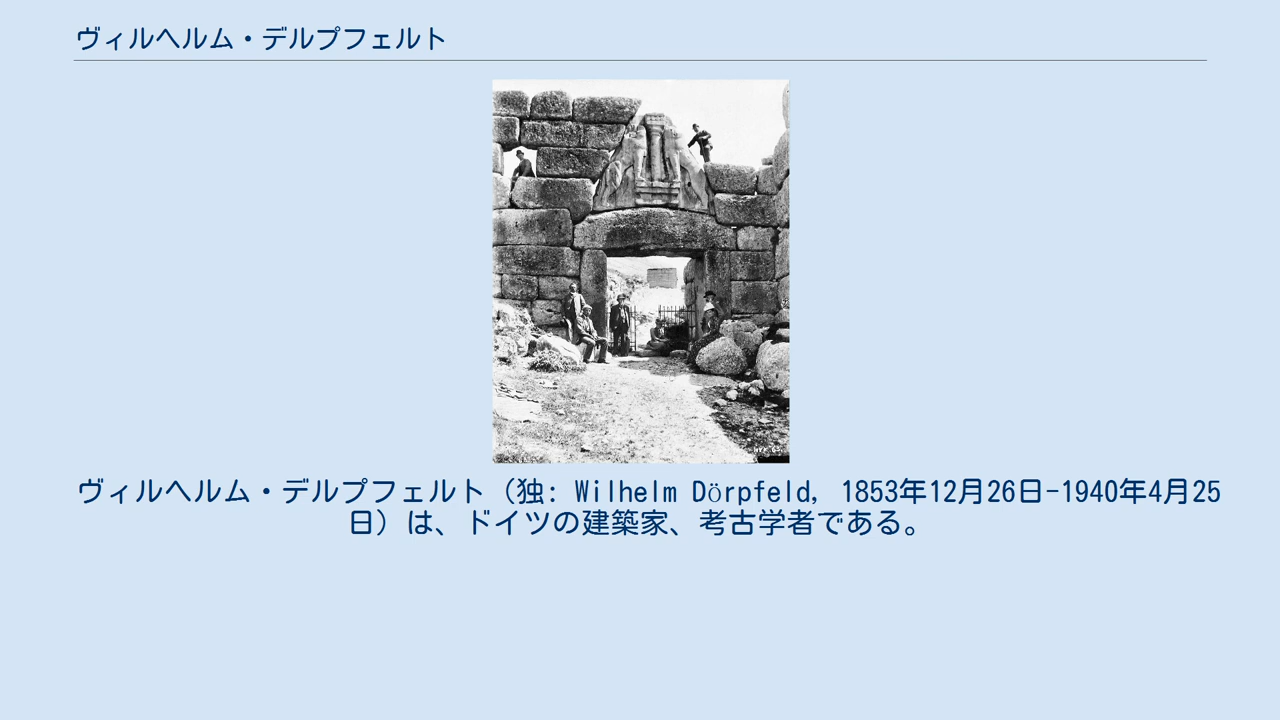 ヴィルヘルム・デルプフェルト
ヴィルヘルム・デルプフェルト（独: Wilhelm Dörpfeld, 1853年12月26日-1940年4月25
日）は、ドイツの建築家、考古学者である。